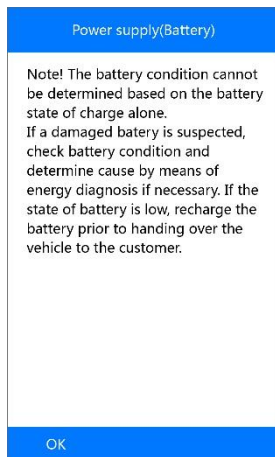 Power supply(Battery)
Note! The battery condition cannot
be determined based on the battery
state of charge alone.
If a damaged batery is suspected,
check battery condition and
determine cause by means of
energy diagnosis if necessary. If the
state of battery is low, recharge the
battery prior to handing over the
vehicle to the customer.
OK